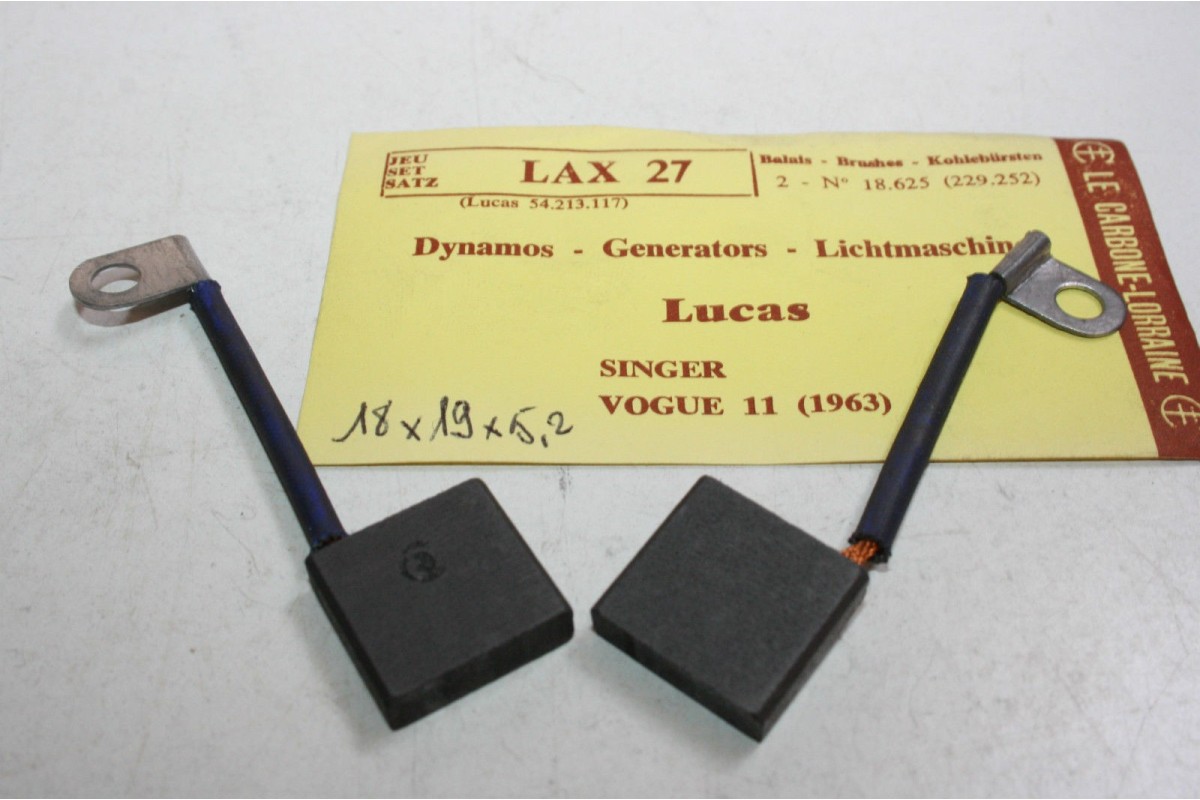 JEU
SET
SATZ
LAX 27
(Lucas 54.213.117)
Balais - Brushes - Kohlebürsten
2 - N° 18.625 (229.252)
Dynamos - Generators - Lichtmaschin
Lucas
SINGER
VOGUE 11 (1963)
18 x 19 x 5,2
LE CARBONE-LORRAINE